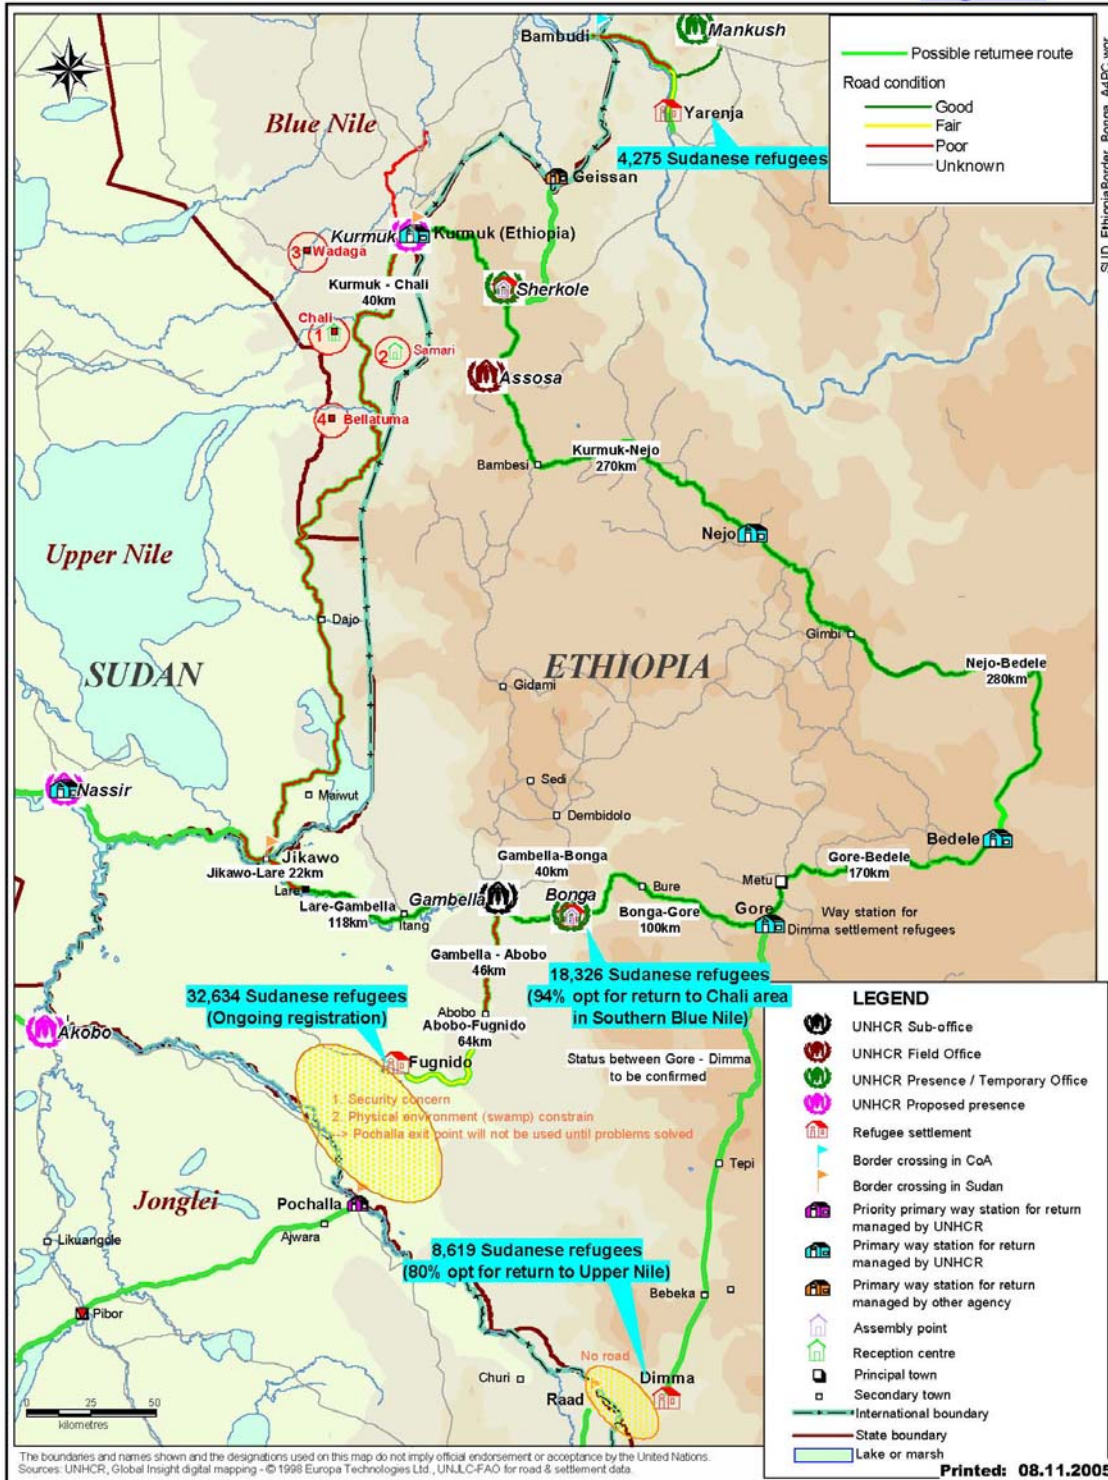 Bambudi
Mankush
Possible returnee route
Road condition
Good
Fair
Poor
Unknown
SUD_EthiopiaBorder_Bonga_A4PC.wor
Blue Nile
Yarenja
4,275 Sudanese refugees
Geissan
Kurmuk
Kurmuk (Ethiopia)
3
Wadaga
Kurmuk - Chali
40km
Sherkole
Chali
1
2
Samari
Assosa
4
Bellatuma
Kurmuk-Nejo
270km
Bambesi
Nejo
Upper Nile
Dajo
Gimbi
SUDAN
ETHIOPIA
Nejo-Bedele
280km
Gidami
Nassir
Maiwut
Sedi
Dembidolo
Bedele
Jikawo
Jikawo-Lare 22km
Gambella-Bonga
40km
Gore-Bedele
170km
Lare
Lare-Gambella
118km
Itang
Gambella
Bonga
Bure
Metu
Bonga-Gore
100km
Gore
Way station for
Dimma settlement refugees
Gambella - Abobo
46km
18,326 Sudanese refugees
(94% opt for return to Chali area
in Southern Blue Nile)
32,634 Sudanese refugees
(Ongoing registration)
Abobo
Abobo-Fugnido
64km
Akobo
Fugnido
Status between Gore - Dimma
to be confirmed
1. Security concern
2. Physical environment (swamp) constrain
--> Pochalla exit point will not be used until problems solved
Tepi
Jonglei
Pochalla
Ajwara
Likuangole
8,619 Sudanese refugees
(80% opt for return to Upper Nile)
Bebeka
Pibor
No road
Churi
Raad
Dimma
0 25 50
kilometres
LEGEND
UNHCR Sub-office
UNHCR Field Office
UNHCR Presence / Temporary Office
UNHCR Proposed presence
Refugee settlement
Border crossing in CoA
Border crossing in Sudan
Priority primary way station for return
managed by UNHCR
Primary way station for return
managed by UNHCR
Primary way station for return
managed by other agency
Assembly point
Reception centre
Principal town
Secondary town
International boundary
State boundary
Lake or marsh
The boundaries and names shown and the designations used on this map do not imply official endorsement or acceptance by the United Nations.
Sources: UNHCR, Global Insight digital mapping - © 1998 Europa Technologies Ltd., UNJLC-FAO for road & settlement data.
Printed: 08.11.2005